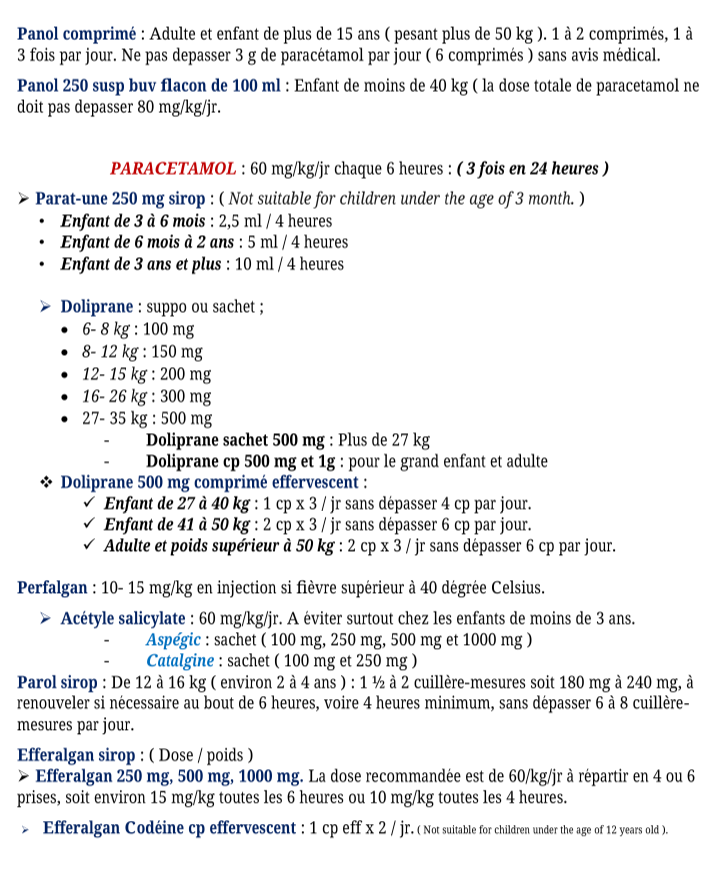 Panol comprimé : Adulte et enfant de plus de 15 ans ( pesant plus de 50 kg ). 1 à 2 comprimés, 1 à
3 fois par jour. Ne pas depasser 3 g de paracétamol par jour ( 6 comprimés ) sans avis médical.
Panol 250 susp buv flacon de 100 ml : Enfant de moins de 40 kg ( la dose totale de paracetamol ne
doit pas depasser 80 mg/kg/jr.
PARACETAMOL : 60 mg/kg/jr chaque 6 heures : ( 3 fois en 24 heures )
➢ Parat-une 250 mg sirop : ( Not suitable for children under the age of 3 month. )
• Enfant de 3 à 6 mois : 2,5 ml / 4 heures
• Enfant de 6 mois à 2 ans : 5 ml / 4 heures
• Enfant de 3 ans et plus : 10 ml / 4 heures
➢ Doliprane : suppo ou sachet ;
• 6- 8 kg : 100 mg
• 8- 12 kg : 150 mg
• 12- 15 kg : 200 mg
• 16- 26 kg : 300 mg
• 27- 35 kg : 500 mg
- Doliprane sachet 500 mg : Plus de 27 kg
- Doliprane cp 500 mg et 1g : pour le grand enfant et adulte
❖ Doliprane 500 mg comprimé effervescent :
✓ Enfant de 27 à 40 kg : 1 cp x 3 / jr sans dépasser 4 cp par jour.
✓ Enfant de 41 à 50 kg : 2 cp x 3 / jr sans dépasser 6 cp par jour.
✓ Adulte et poids supérieur à 50 kg : 2 cp x 3 / jr sans dépasser 6 cp par jour.
Perfalgan : 10- 15 mg/kg en injection si fièvre supérieur à 40 dégrée Celsius.
➢ Acétyle salicylate : 60 mg/kg/jr. A éviter surtout chez les enfants de moins de 3 ans.
- Aspégic : sachet ( 100 mg, 250 mg, 500 mg et 1000 mg )
- Catalgine : sachet ( 100 mg et 250 mg )
Parol sirop : De 12 à 16 kg ( environ 2 à 4 ans ) : 1 ½ à 2 cuillère-mesures soit 180 mg à 240 mg, à
renouveler si nécessaire au bout de 6 heures, voire 4 heures minimum, sans dépasser 6 à 8 cuillère-
mesures par jour.
Efferalgan sirop : ( Dose / poids )
➢ Efferalgan 250 mg, 500 mg, 1000 mg. La dose recommandée est de 60/kg/jr à répartir en 4 ou 6
prises, soit environ 15 mg/kg toutes les 6 heures ou 10 mg/kg toutes les 4 heures.
➢ Efferalgan Codéine cp effervescent : 1 cp eff x 2 / jr. ( Not suitable for children under the age of 12 years old ).